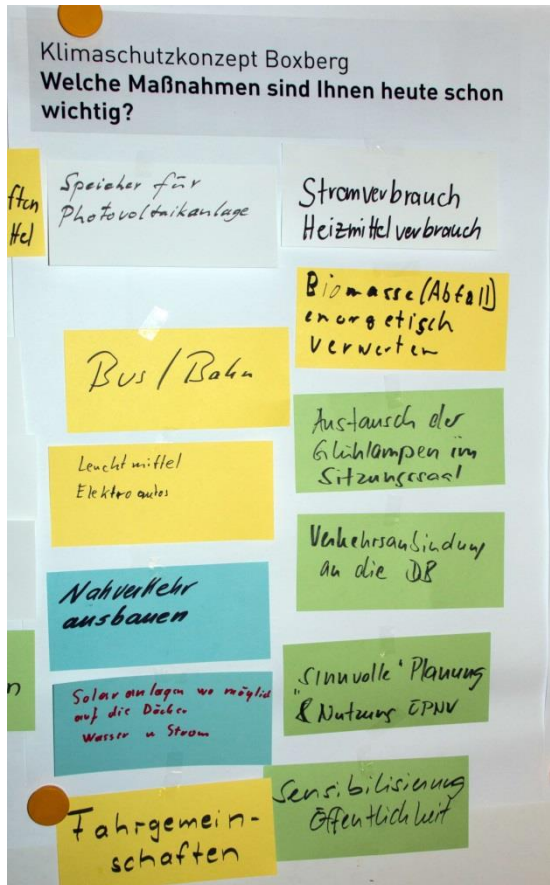 Klimaschutzkonzept Boxberg
Welche Maßnahmen sind Ihnen heute schon
wichtig?
ften
ttel
Speicher für
Photovoltaikanlage
Stromverbrauch
Heizmittelverbrauch
Biomasse (Abfall)
energetisch
verwerten
Bus / Bahn
Austausch der
Glühlampen im
Sitzungssaal
Leuchtmittel
Elektroautos
Verkehrsanbindung
an die DB
Nahverkehr
ausbauen
n
"sinnvolle" Planung
& Nutzung ÖPNV
Solaranlagen wo möglich
auf die Dächer
Wasser u Strom
Sensibilisierung
Öffentlichkeit
Fahrgemein-
schaften